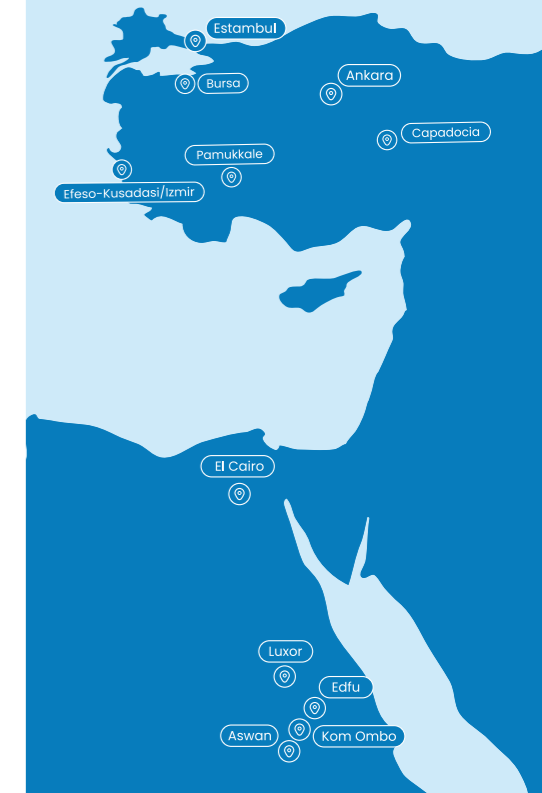 Estambul
Ankara
Bursa
Capadocia
Pamukkale
Efeso-Kusadasi/Izmir
El Cairo
Luxor
Edfu
Aswan
Kom Ombo